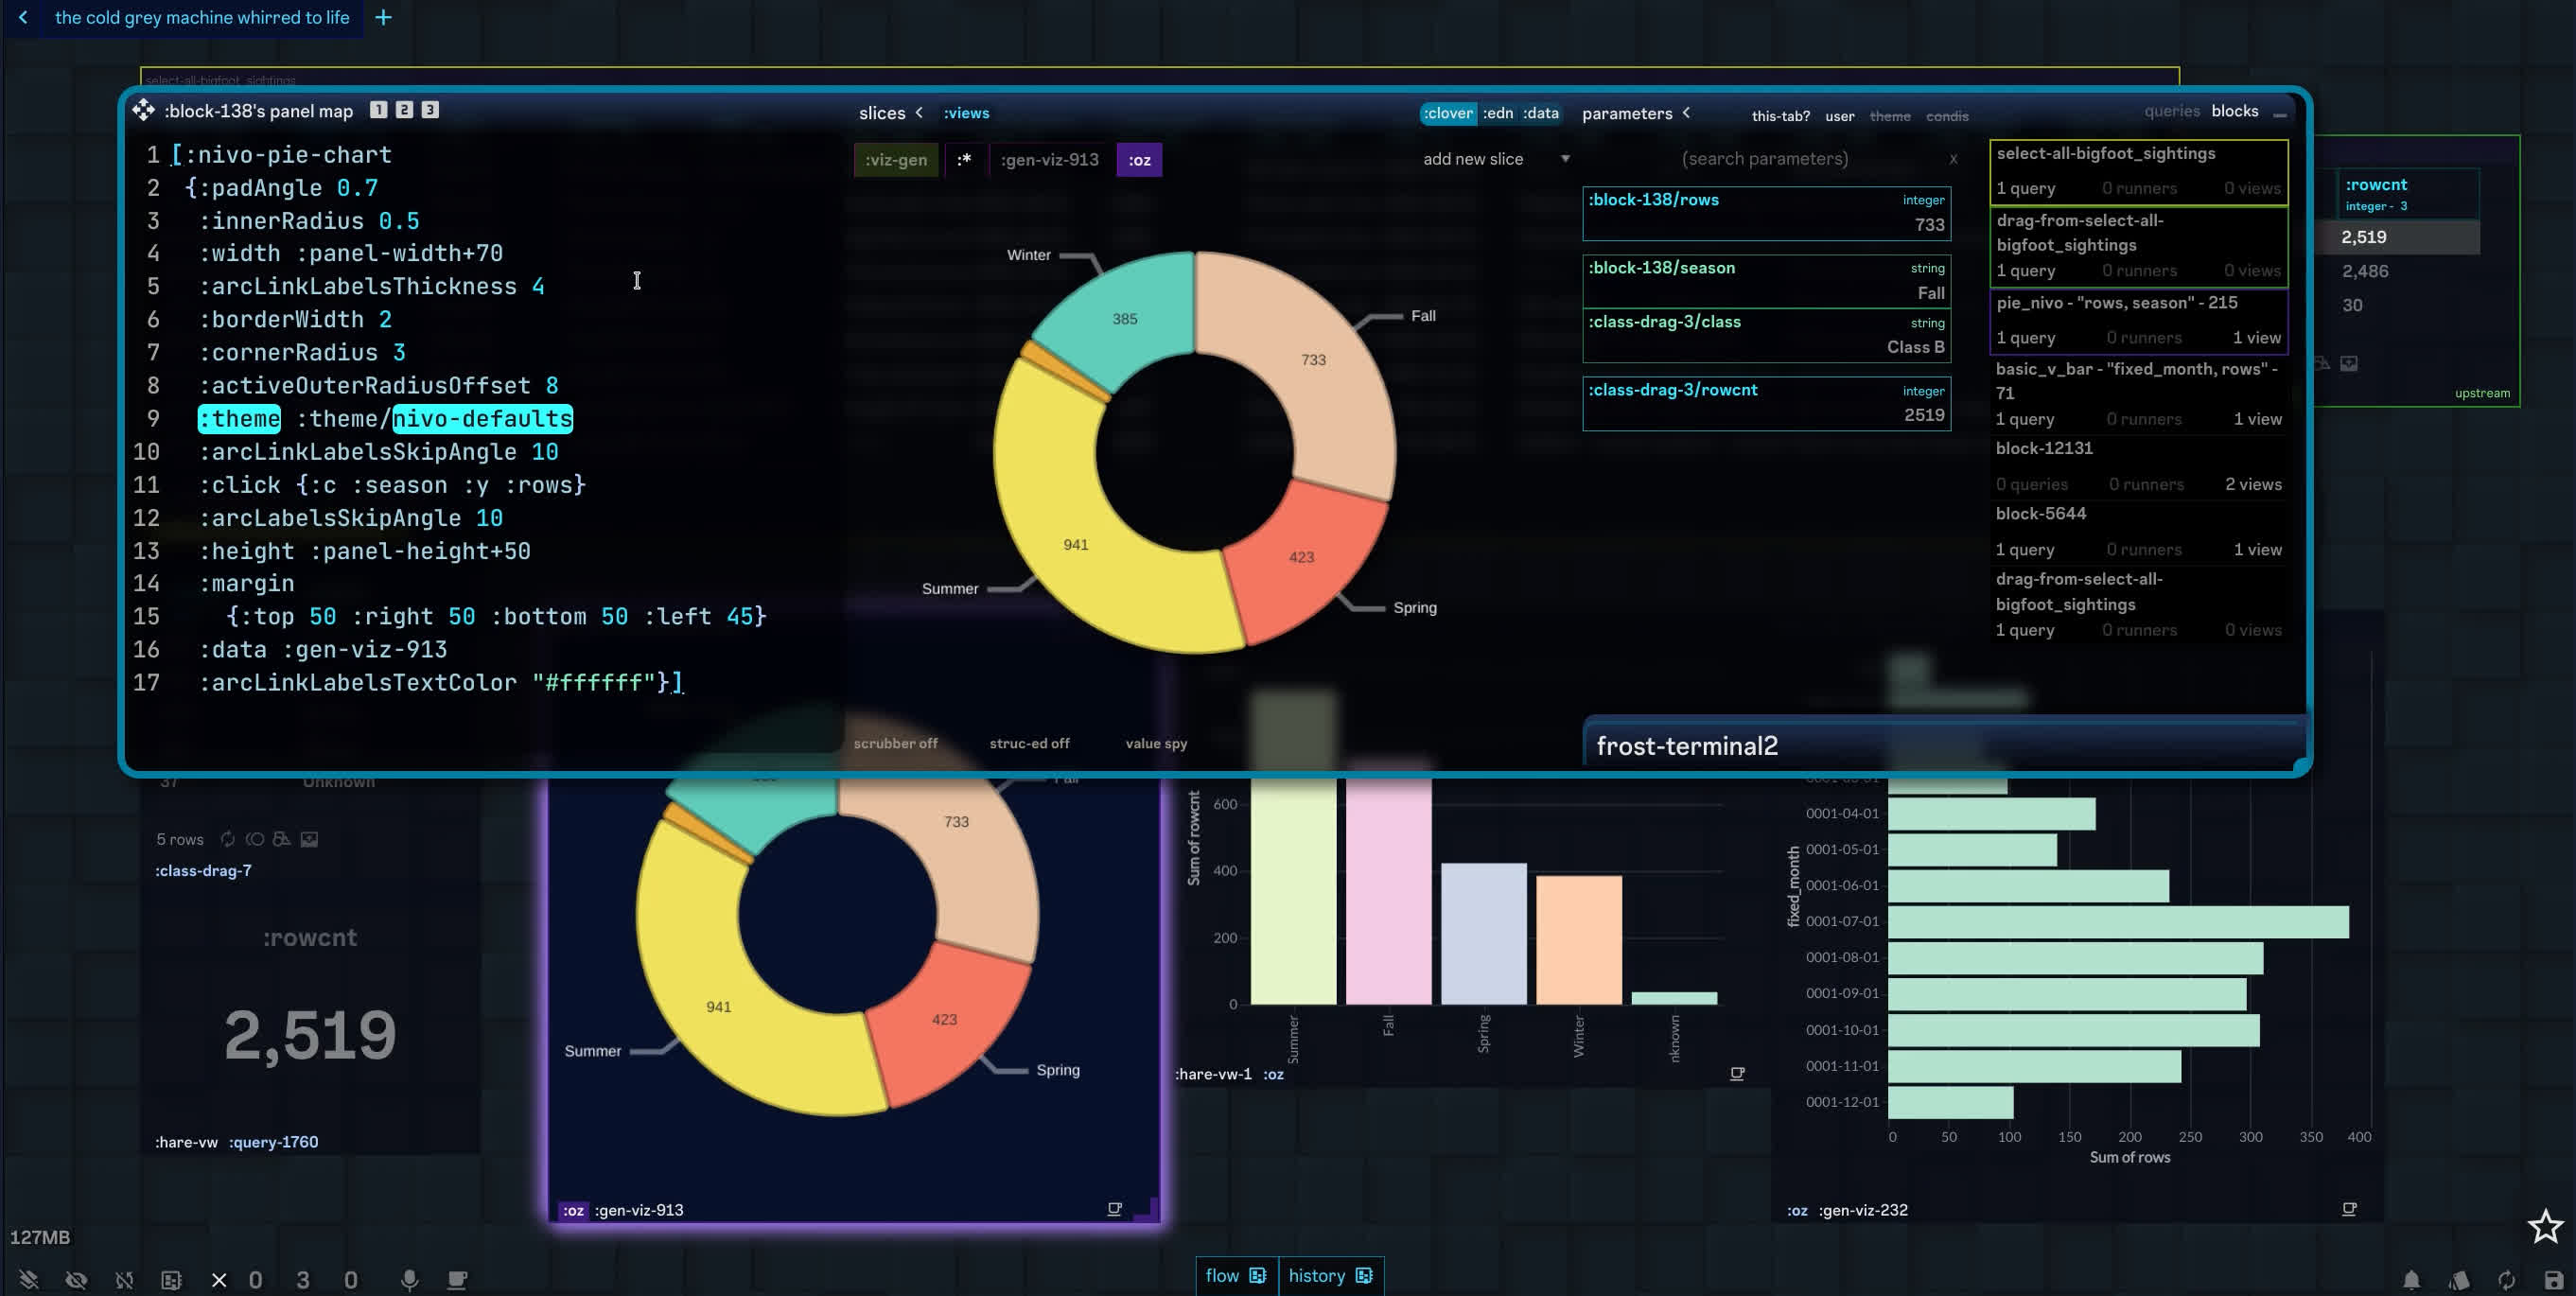 the cold grey machine whirred to life +
select-all-bigfoot_sightings
:block-138's panel map 1 2 3
slices < :views
:clover :edn :data
parameters <
this-tab? user theme condis
queries blocks
1 [:nivo-pie-chart
2 {:padAngle 0.7
3 :innerRadius 0.5
4 :width :panel-width+70
5 :arcLinkLabelsThickness 4
6 :borderWidth 2
7 :cornerRadius 3
8 :activeOuterRadiusOffset 8
9 :theme :theme/nivo-defaults
10 :arcLinkLabelsSkipAngle 10
11 :click {:c :season :y :rows}
12 :arcLabelsSkipAngle 10
13 :height :panel-height+50
14 :margin
15 {:top 50 :right 50 :bottom 50 :left 45}
16 :data :gen-viz-913
17 :arcLinkLabelsTextColor "#ffffff"}]
:viz-gen :* :gen-viz-913 :oz
add new slice
Winter
385
Fall
733
941
423
Summer
Spring
scrubber off struc-ed off value spy
(search parameters) x
:block-138/rows integer
733
:block-138/season string
Fall
:class-drag-3/class string
Class B
:class-drag-3/rowcnt integer
2519
select-all-bigfoot_sightings
1 query 0 runners 0 views
drag-from-select-all-
bigfoot_sightings
1 query 0 runners 0 views
pie_nivo - "rows, season" - 215
1 query 0 runners 1 view
basic_v_bar - "fixed_month, rows" -
71
1 query 0 runners 1 view
block-12131
0 queries 0 runners 2 views
block-5644
1 query 0 runners 1 view
drag-from-select-all-
bigfoot_sightings
1 query 0 runners 0 views
frost-terminal2
:rowcnt
integer - 3
2,519
2,486
30
upstream
37 Unknown
5 rows
:class-drag-7
:rowcnt
2,519
:hare-vw :query-1760
Fall
733
941
423
Summer
Spring
:oz :gen-viz-913
Sum of rowcnt
600
400
200
0
Summer
Fall
Spring
Winter
nknown
:hare-vw-1 :oz
fixed_month
0001-03-01
0001-04-01
0001-05-01
0001-06-01
0001-07-01
0001-08-01
0001-09-01
0001-10-01
0001-11-01
0001-12-01
0 50 100 150 200 250 300 350 400
Sum of rows
:oz :gen-viz-232
127MB
0 3 0
flow history